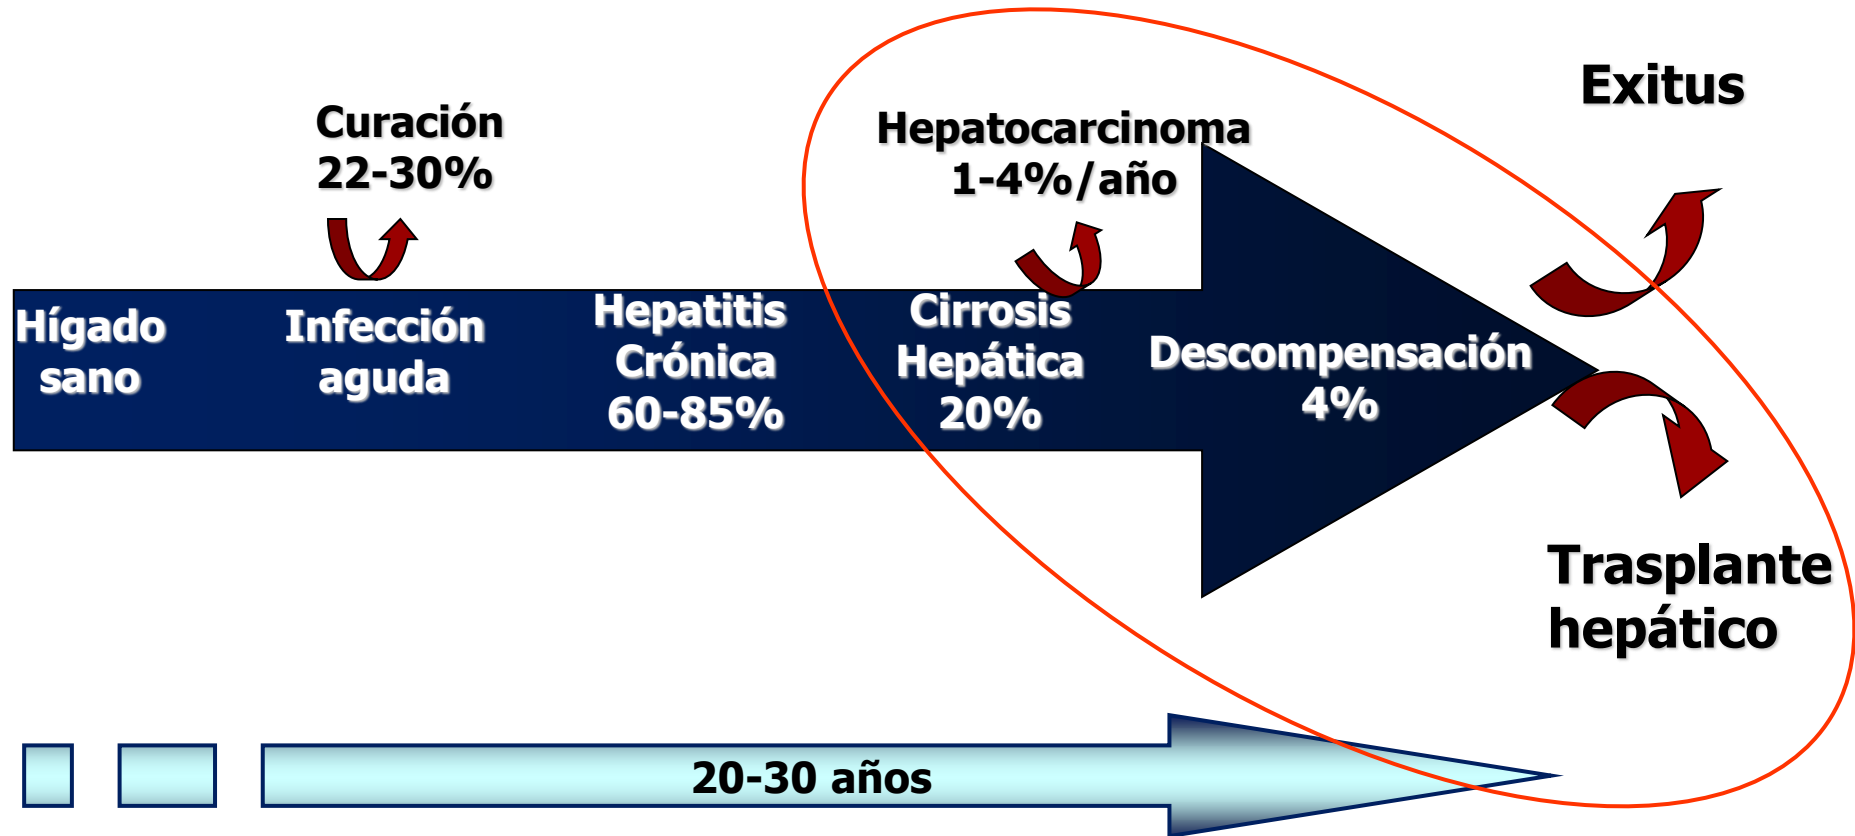 Exitus
Curación
22-30%
Hepatocarcinoma
1-4%/año
Hígado
sano
Infección
aguda
Hepatitis
Crónica
60-85%
Cirrosis
Hepática
20%
Descompensación
4%
Trasplante
hepático
20-30 años